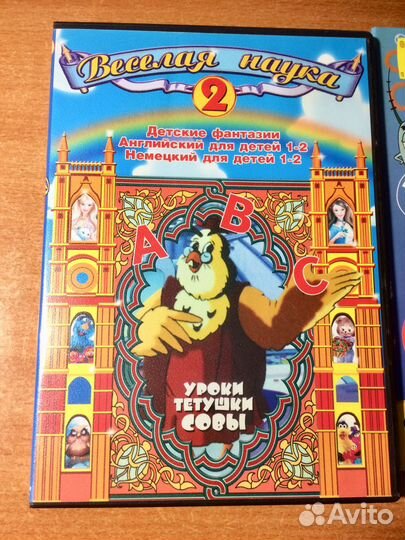 Веселая наука
2
Детские фантазии
Английский для детей 1-2
Немецкий для детей 1-2
A B C
УРОКИ
ТЕТУШКИ
СОВЫ
Avito